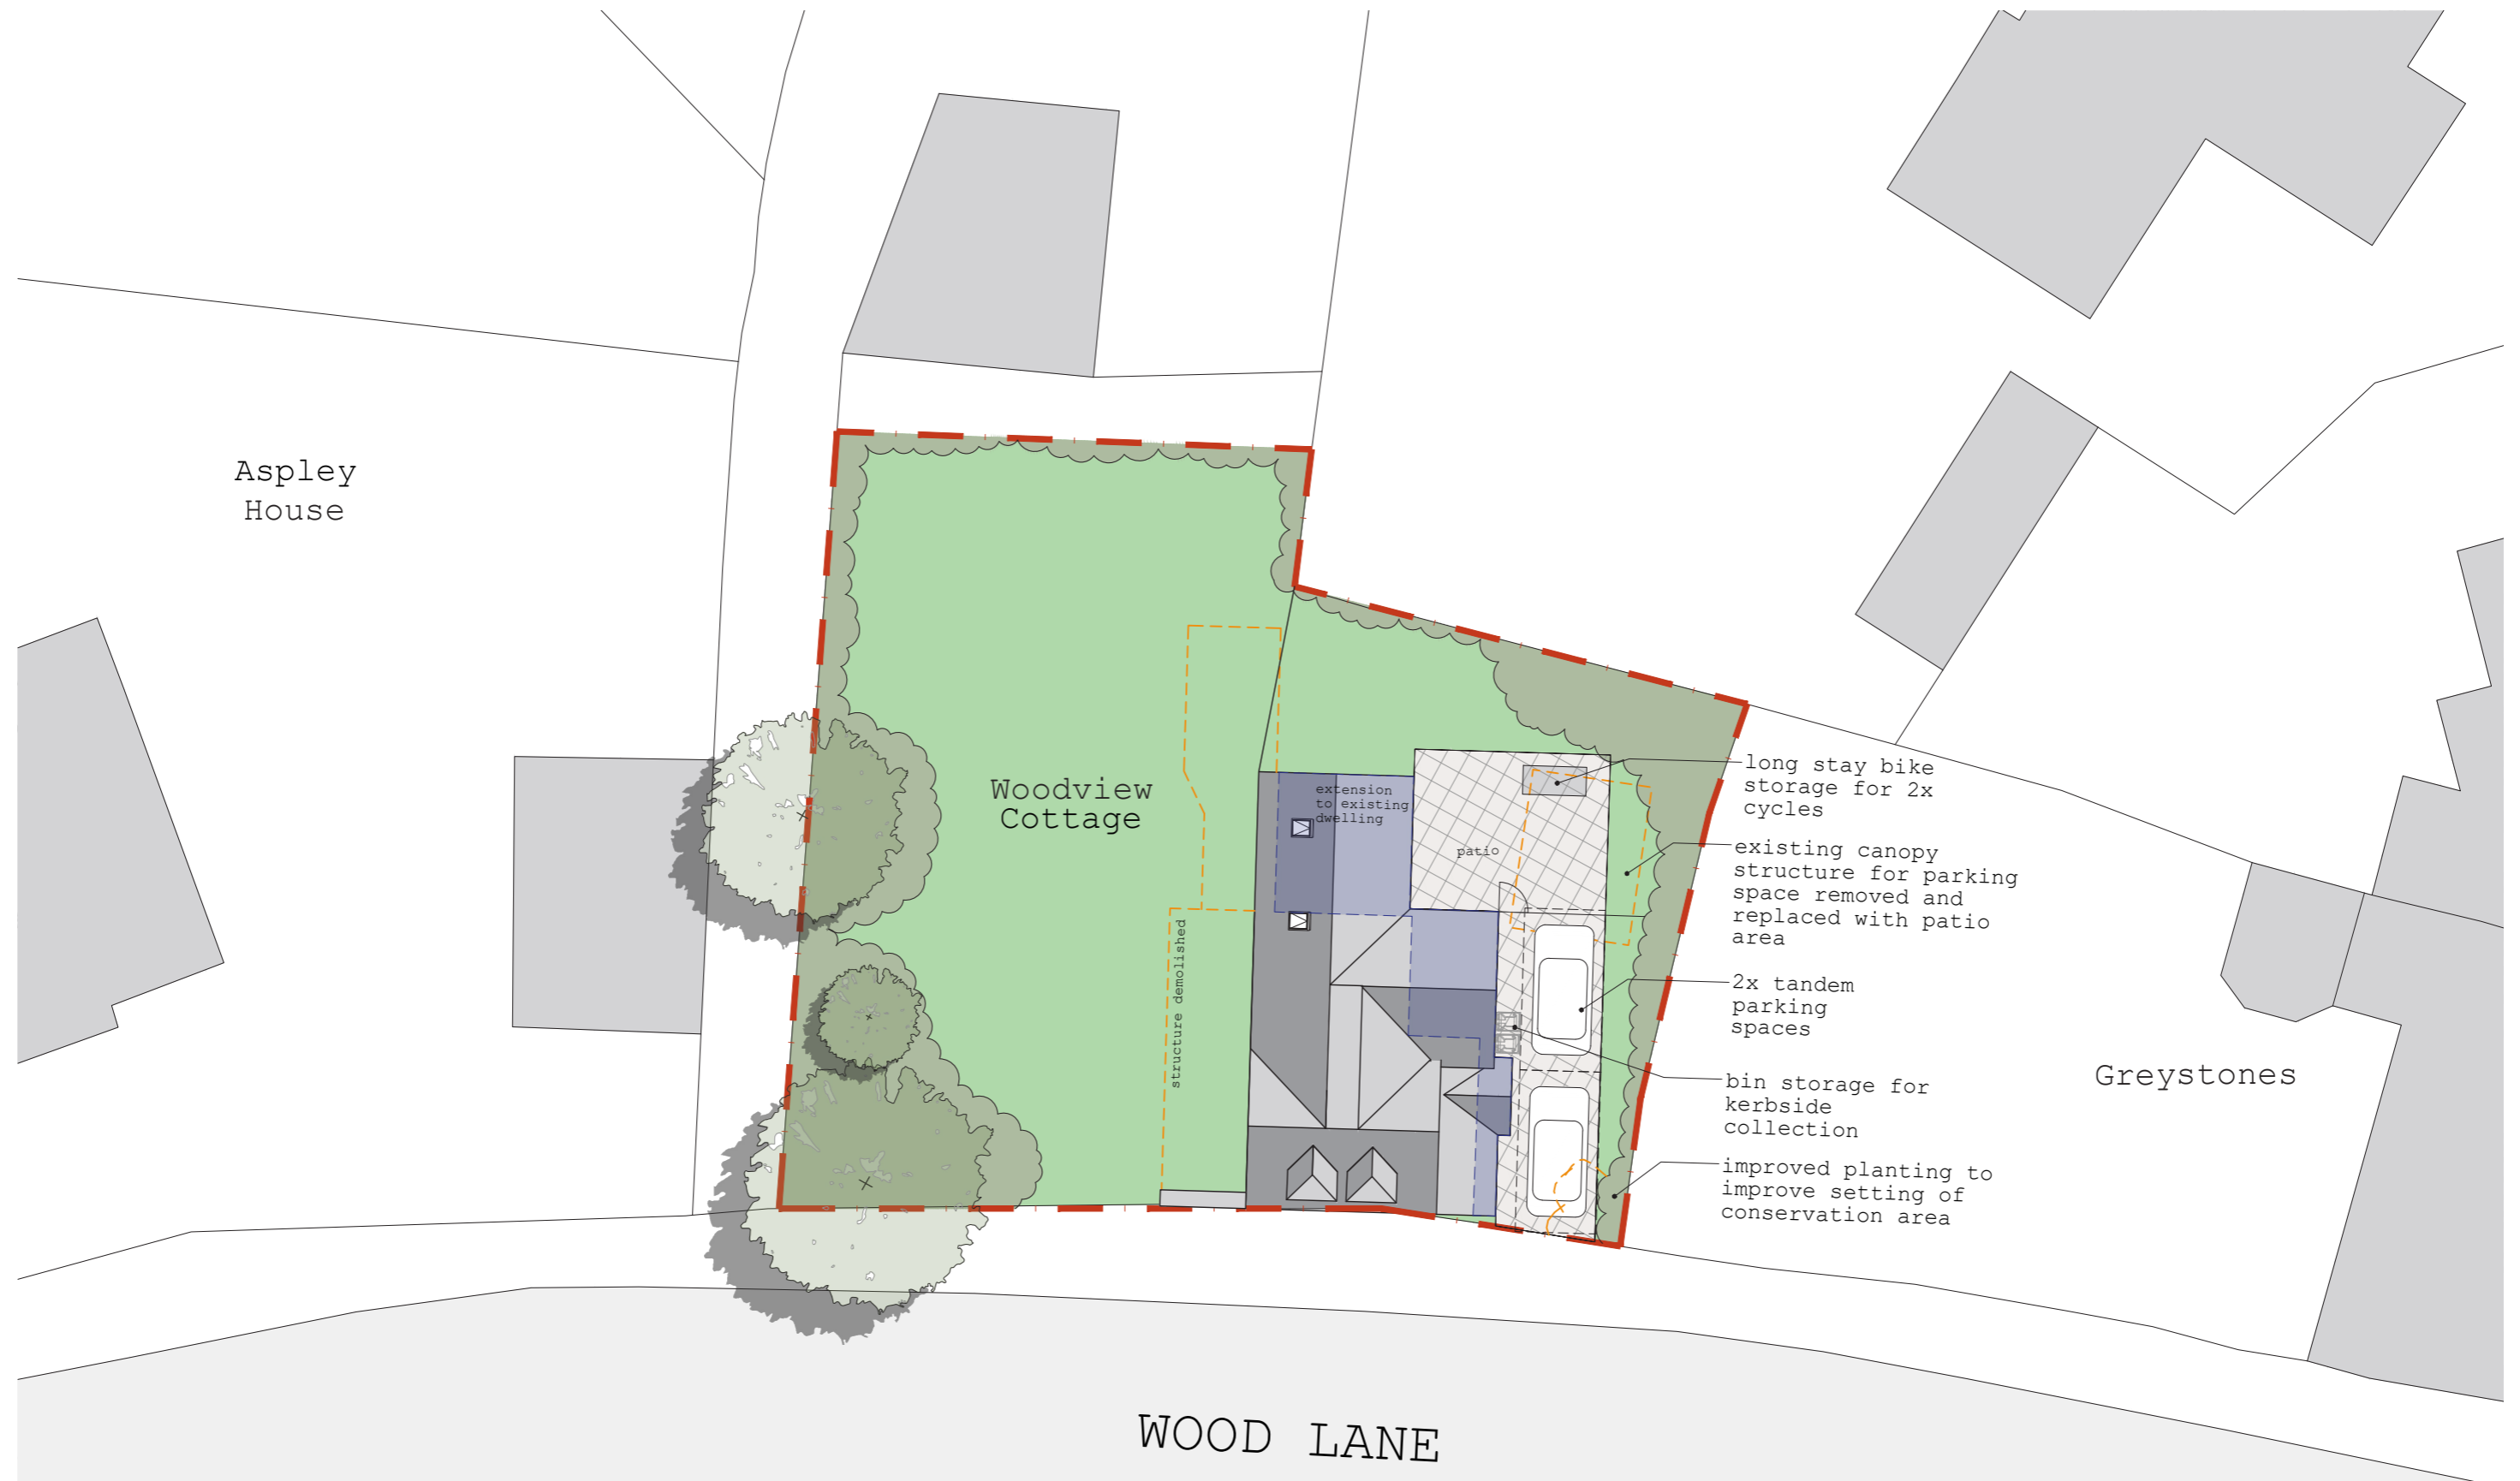 Aspley
House
Woodview
Cottage
extension
to existing
dwelling
patio
structure demolished
long stay bike
storage for 2x
cycles
existing canopy
structure for parking
space removed and
replaced with patio
area
2x tandem
parking
spaces
bin storage for
kerbside
collection
improved planting to
improve setting of
conservation area
Greystones
WOOD LANE